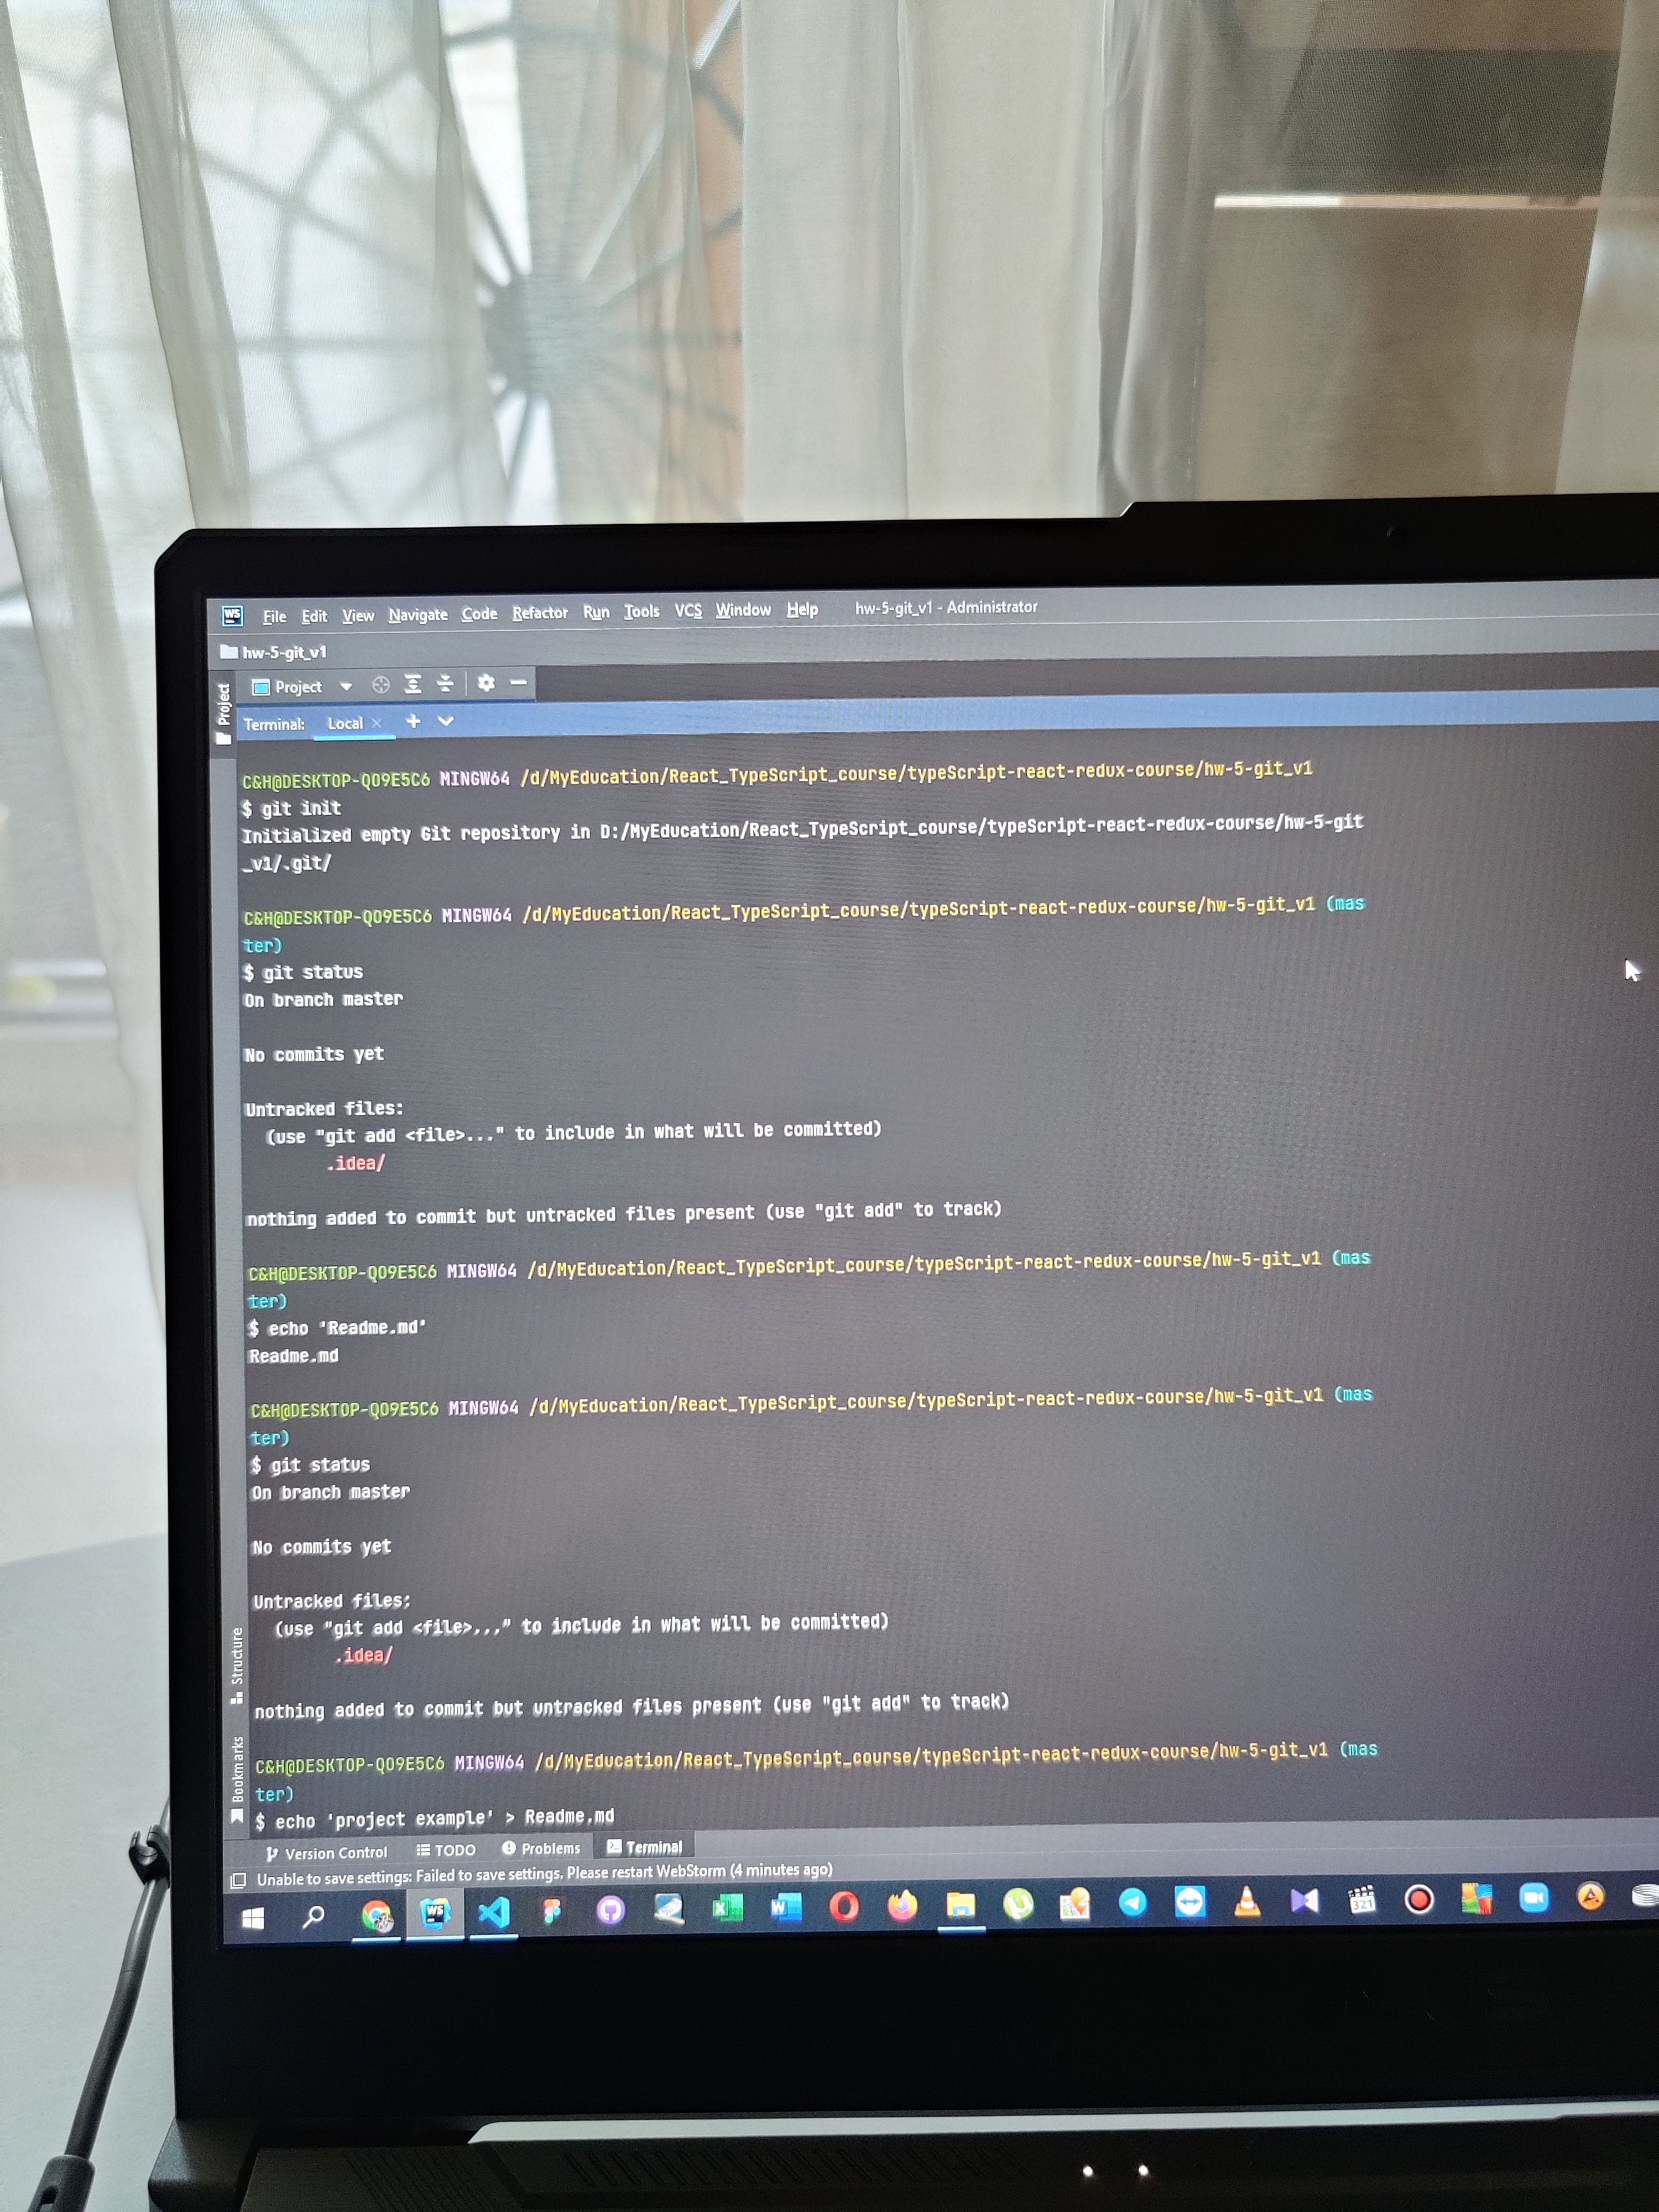 WS File Edit View Navigate Code Refactor Run Tools VCS Window Help hw-5-git_v1 - Administrator
hw-5-git_v1
Project
Project
Terminal: Local × +
C&H@DESKTOP-QO9E5C6 MINGW64 /d/MyEducation/React_TypeScript_course/typeScript-react-redux-course/hw-5-git_v1
$ git init
Initialized empty Git repository in D:/MyEducation/React_TypeScript_course/typeScript-react-redux-course/hw-5-git
_v1/.git/
C&H@DESKTOP-QO9E5C6 MINGW64 /d/MyEducation/React_TypeScript_course/typeScript-react-redux-course/hw-5-git_v1 (mas
ter)
$ git status
On branch master
No commits yet
Untracked files:
(use "git add <file>..." to include in what will be committed)
.idea/
nothing added to commit but untracked files present (use "git add" to track)
C&H@DESKTOP-QO9E5C6 MINGW64 /d/MyEducation/React_TypeScript_course/typeScript-react-redux-course/hw-5-git_v1 (mas
ter)
$ echo 'Readme.md'
Readme.md
C&H@DESKTOP-QO9E5C6 MINGW64 /d/MyEducation/React_TypeScript_course/typeScript-react-redux-course/hw-5-git_v1 (mas
ter)
$ git status
On branch master
No commits yet
Untracked files:
(use "git add <file>..." to include in what will be committed)
.idea/
nothing added to commit but untracked files present (use "git add" to track)
C&H@DESKTOP-QO9E5C6 MINGW64 /d/MyEducation/React_TypeScript_course/typeScript-react-redux-course/hw-5-git_v1 (mas
ter)
$ echo 'project example' > Readme.md
Structure
Bookmarks
Version Control TODO Problems Terminal
Unable to save settings: Failed to save settings. Please restart WebStorm (4 minutes ago)
WS
321